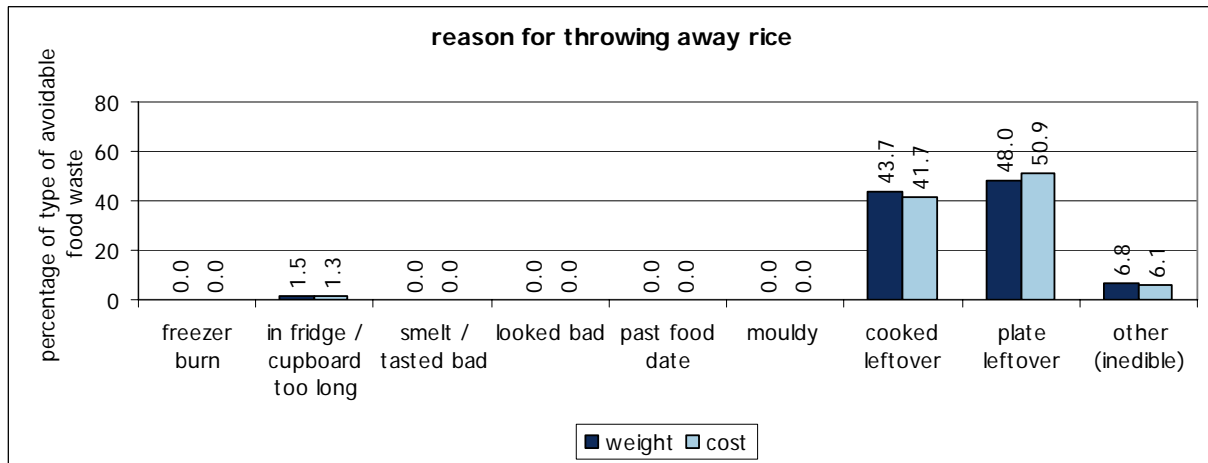 reason for throwing away rice
percentage of type of avoidable
food waste
80
60
40
20
0
0.0 0.0
1.5 1.3
0.0 0.0
0.0 0.0
0.0 0.0
0.0 0.0
43.7 41.7
48.0 50.9
6.8 6.1
freezer
burn
in fridge /
cupboard
too long
smelt /
tasted bad
looked bad
past food
date
mouldy
cooked
leftover
plate
leftover
other
(inedible)
weight cost